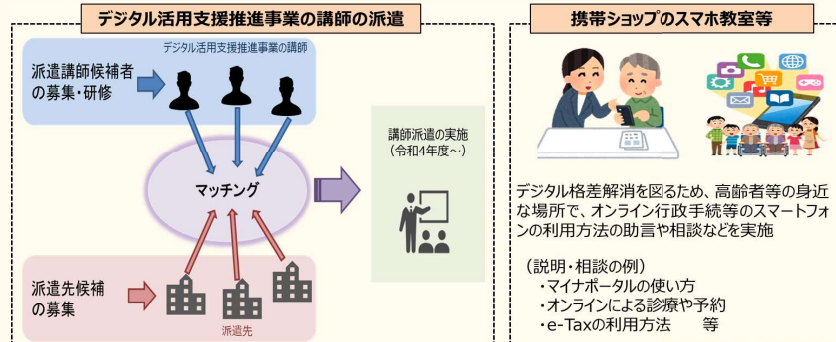 デジタル活用支援推進事業の講師の派遣
デジタル活用支援推進事業の講師
派遣講師候補者
の募集・研修
マッチング
講師派遣の実施
（令和4年度～）
派遣先候補
の募集
派遣先
携帯ショップのスマホ教室等
デジタル格差解消を図るため、高齢者等の身近
な場所で、オンライン行政手続等のスマートフォ
ンの利用方法の助言や相談などを実施
（説明・相談の例）
・マイナポータルの使い方
・オンラインによる診療や予約
・e-Taxの利用方法　　等